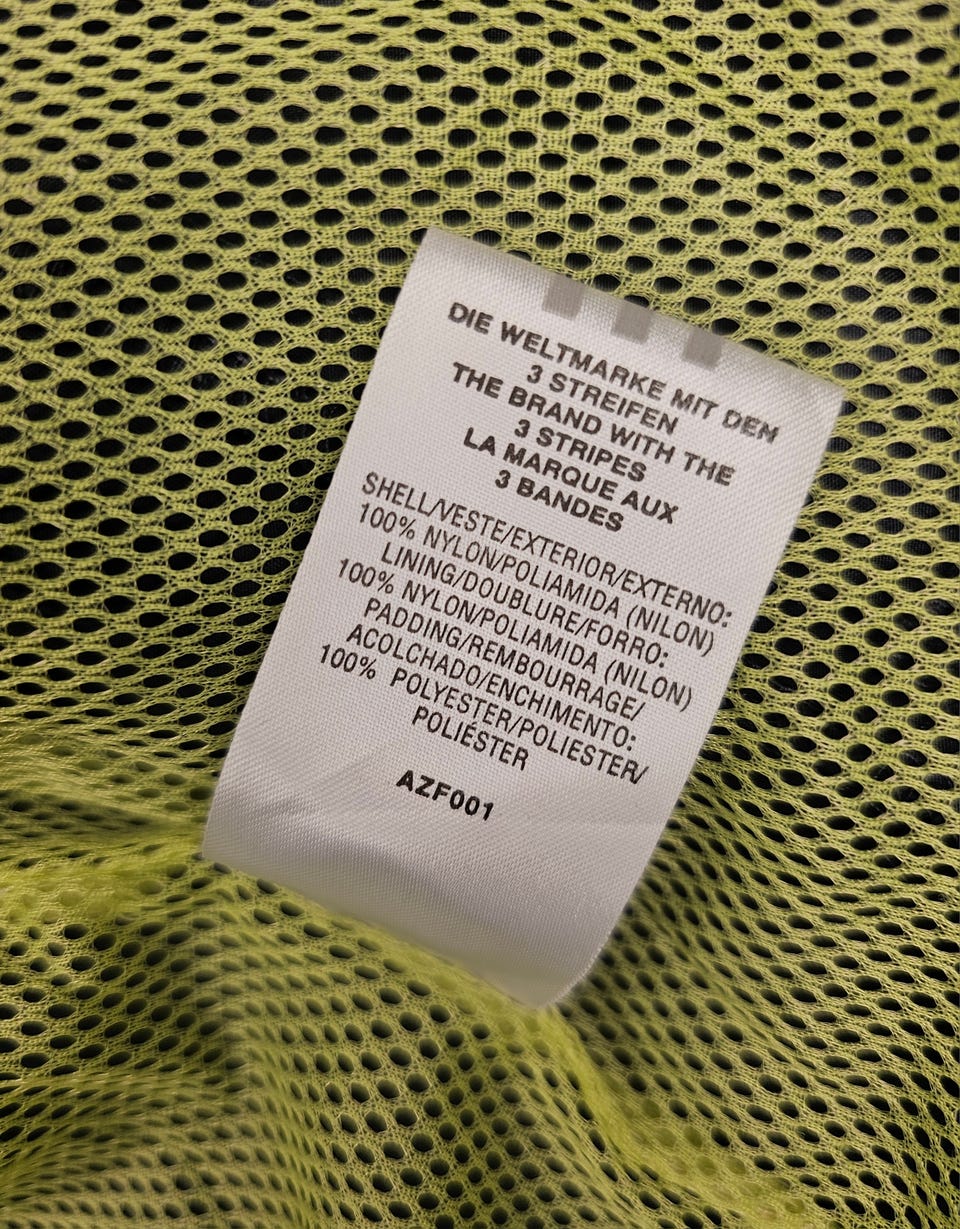 DIE WELTMARKE MIT DEN
3 STREIFEN
THE BRAND WITH THE
3 STRIPES
LA MARQUE AUX
3 BANDES
SHELL/VESTE/EXTERIOR/EXTERNO:
100% NYLON/POLIAMIDA (NILON)
LINING/DOUBLURE/FORRO:
100% NYLON/POLIAMIDA (NILON)
PADDING/REMBOURRAGE/
ACOLCHADO/ENCHIMENTO:
100% POLYESTER/POLIESTER/
POLIÉSTER
AZF001